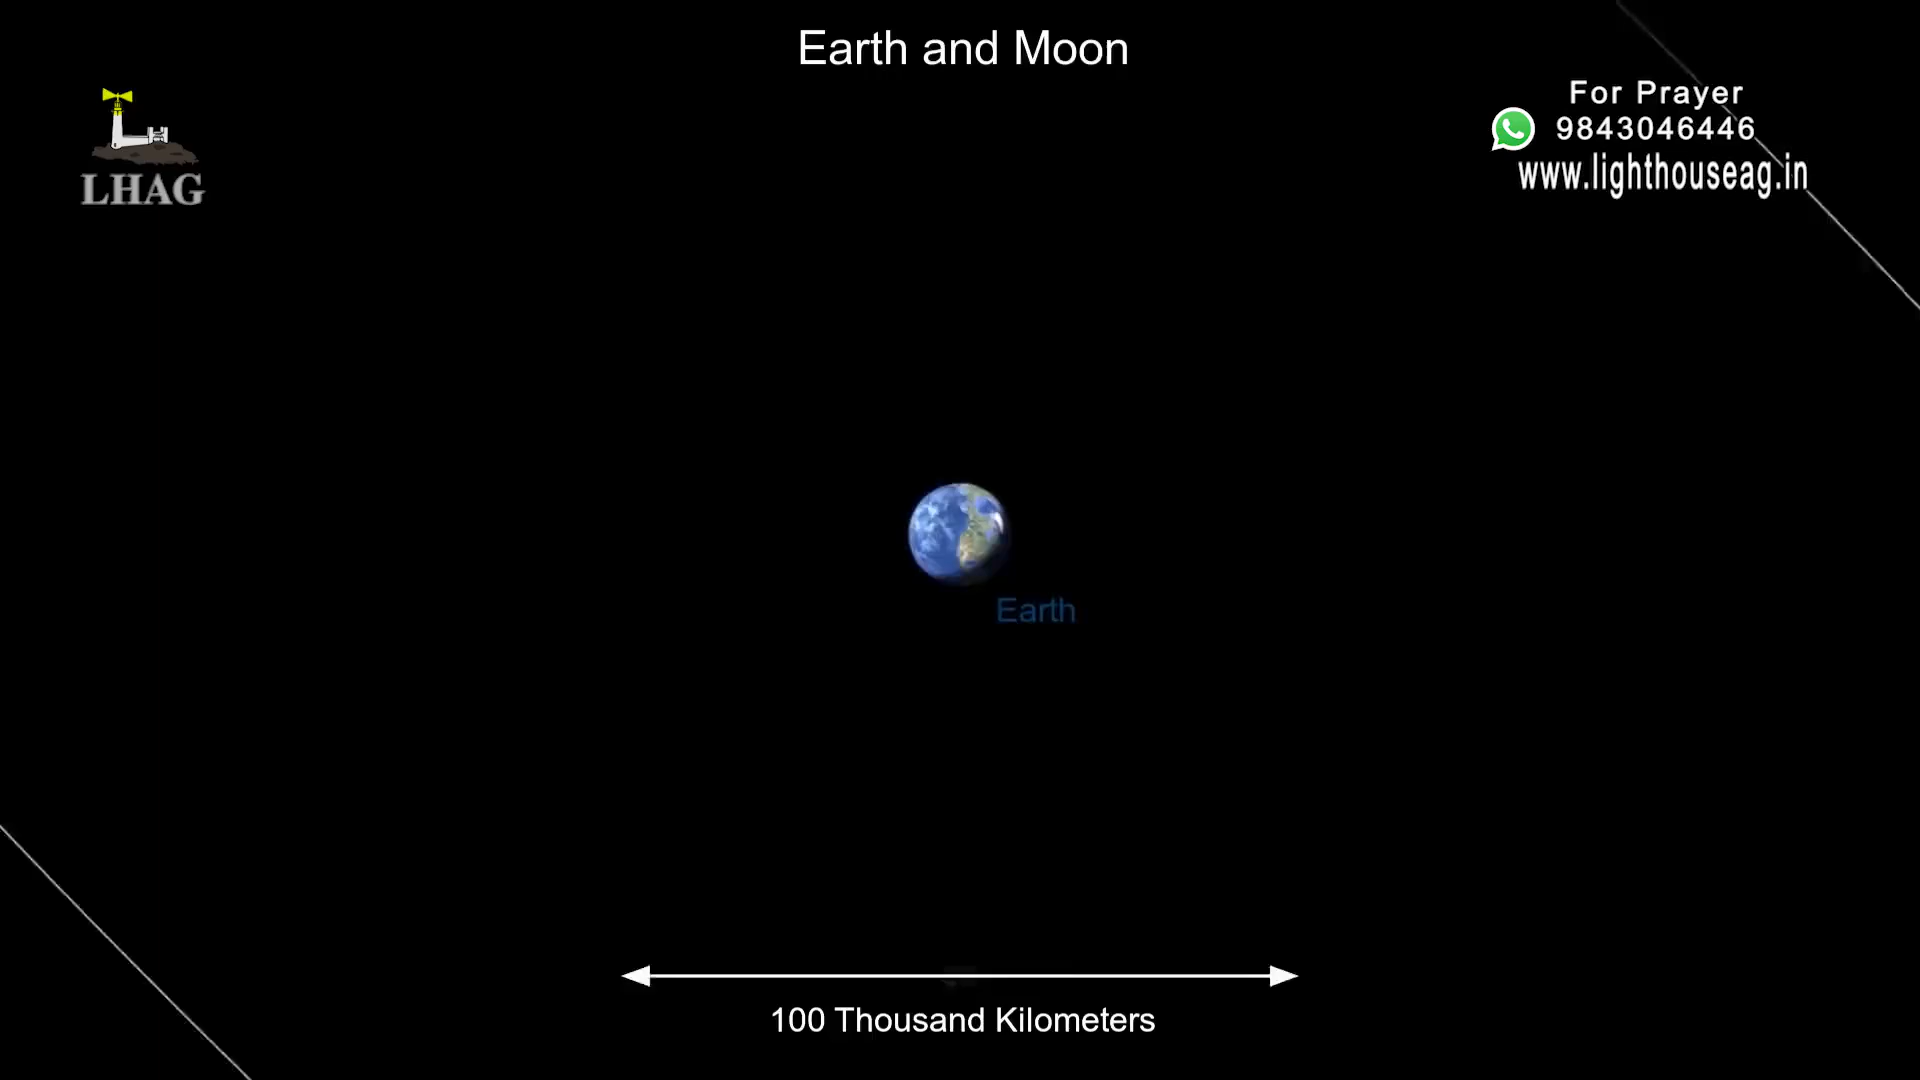 Earth and Moon
LHAG
For Prayer
9843046446
www.lighthouseag.in
Earth
100 Thousand Kilometers